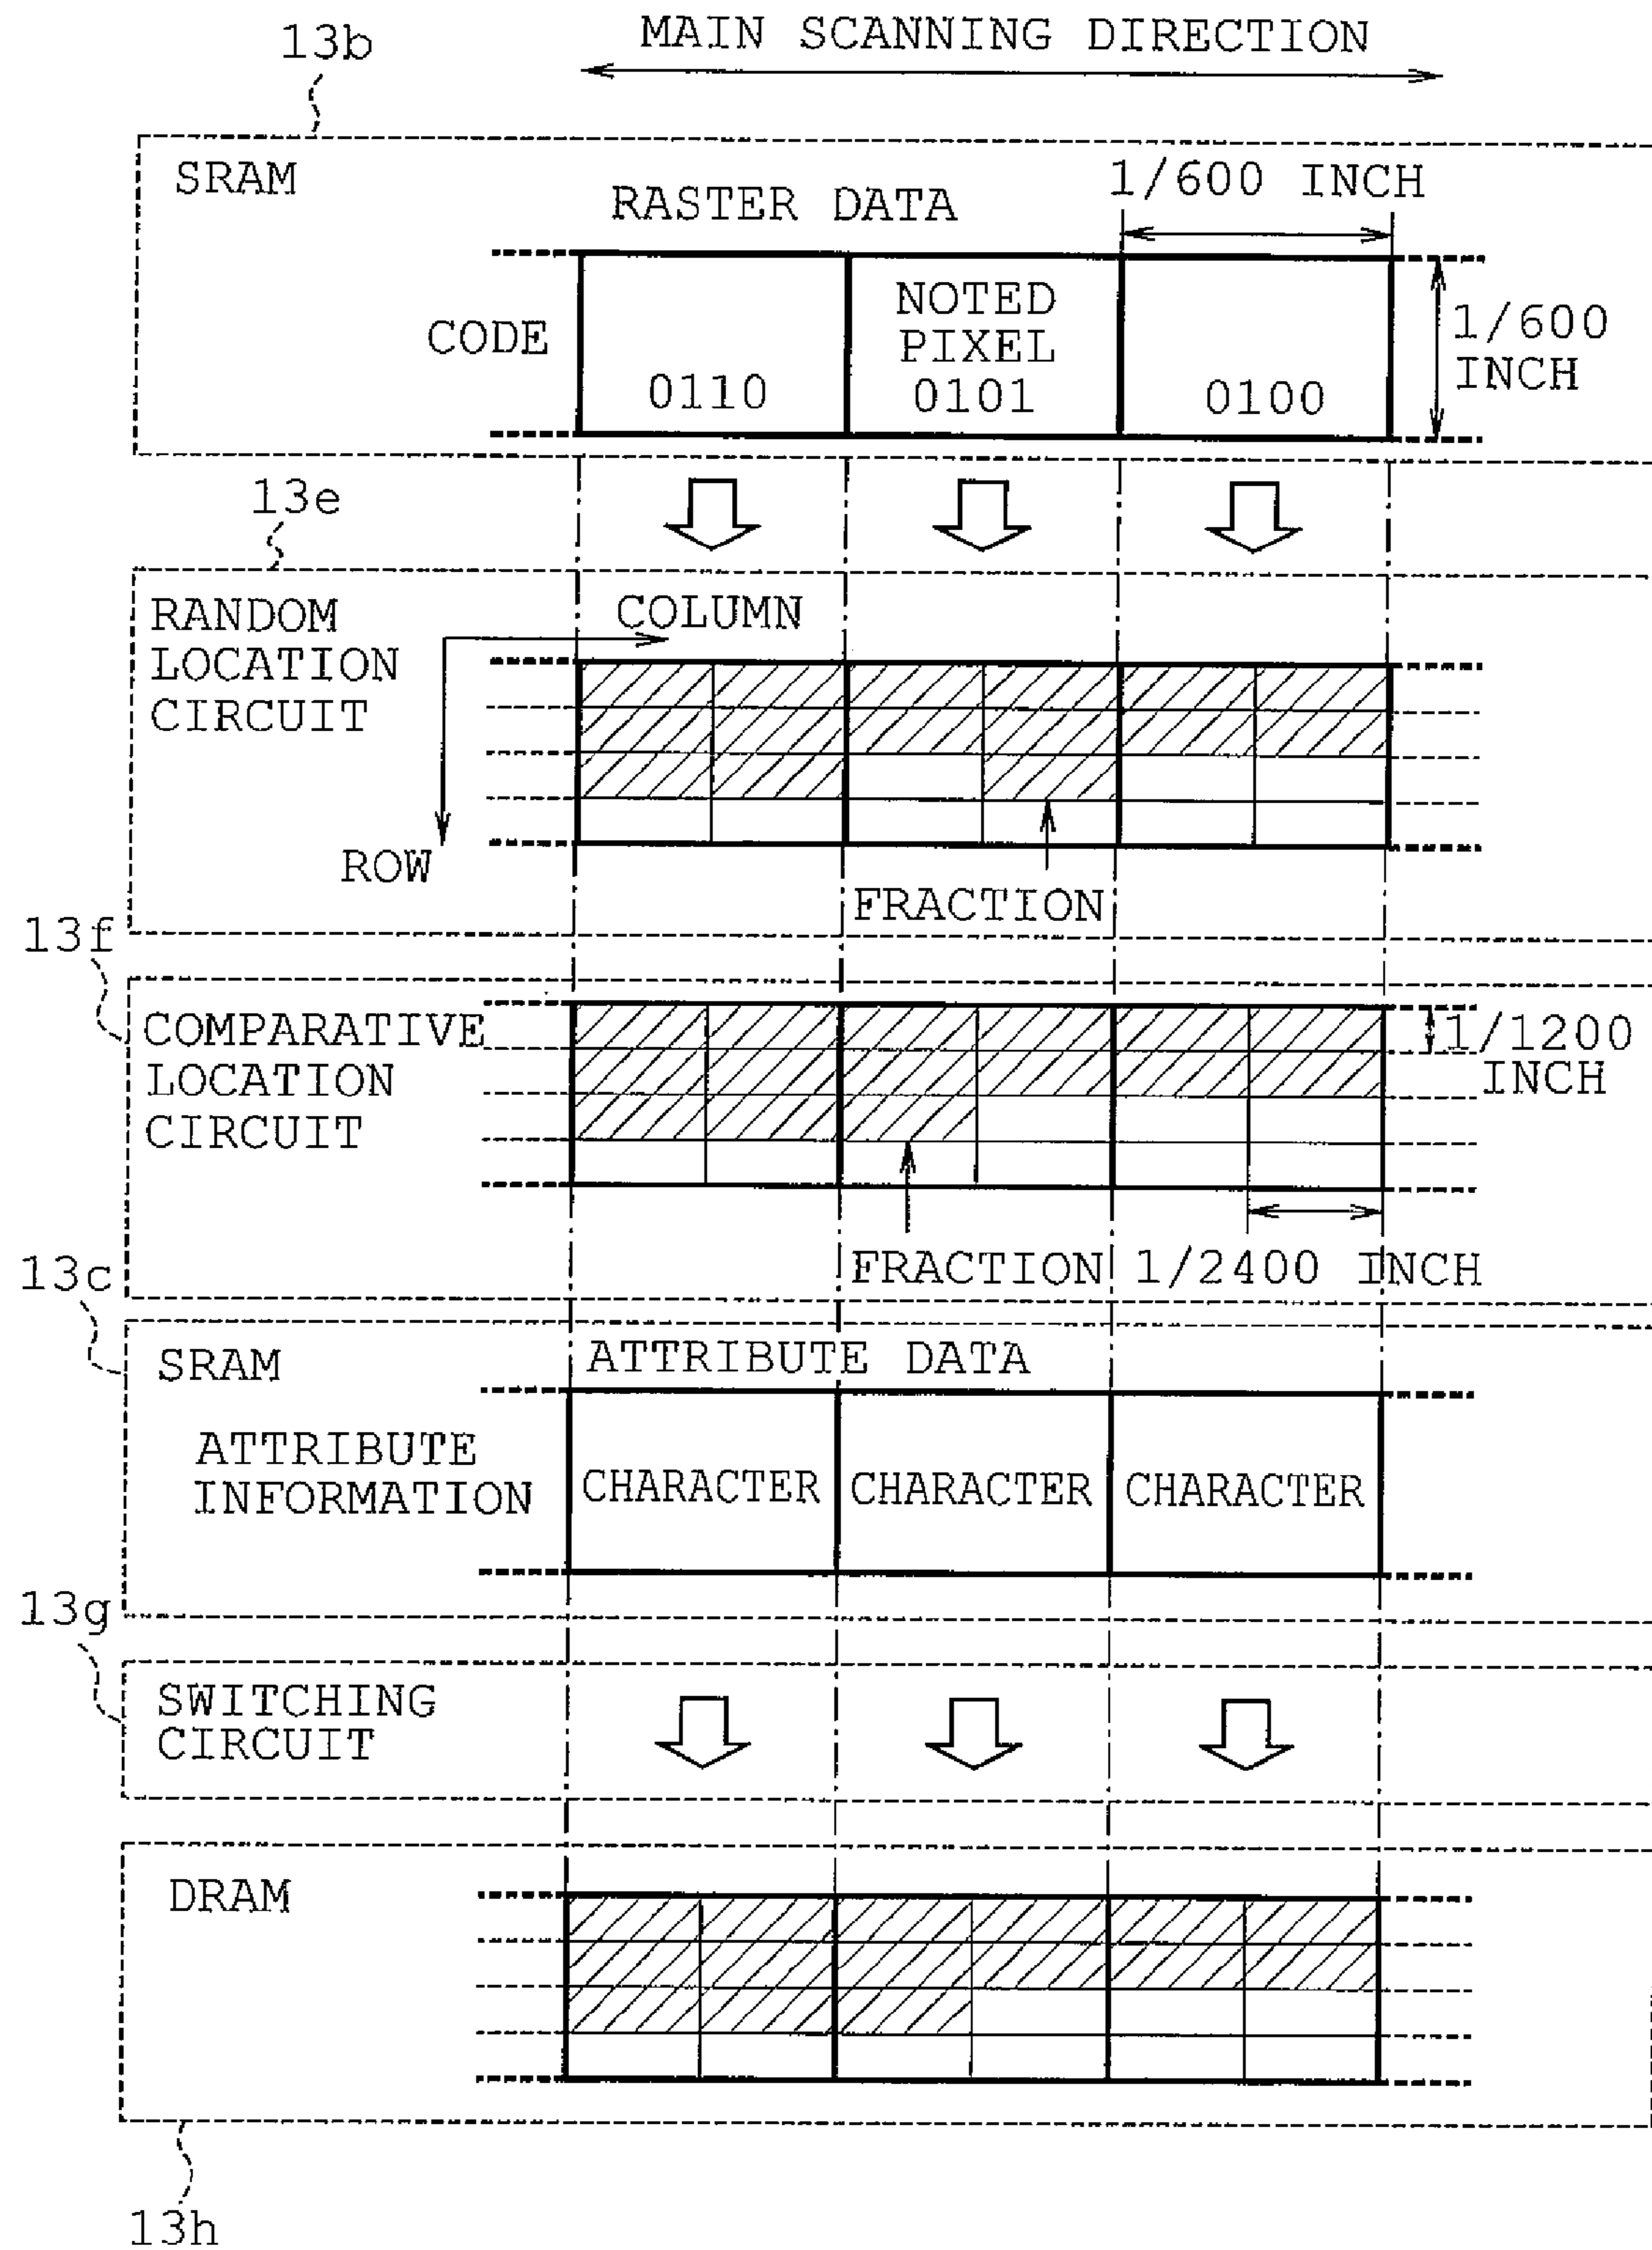 13b
MAIN SCANNING DIRECTION
SRAM
RASTER DATA
1/600 INCH
CODE
0110
NOTED
PIXEL
0101
0100
1/600
INCH
13e
RANDOM
LOCATION
CIRCUIT
COLUMN
ROW
FRACTION
13f
COMPARATIVE
LOCATION
CIRCUIT
1/1200
INCH
FRACTION
1/2400 INCH
13c
SRAM
ATTRIBUTE DATA
ATTRIBUTE
INFORMATION
CHARACTER
CHARACTER
CHARACTER
13g
SWITCHING
CIRCUIT
DRAM
13h